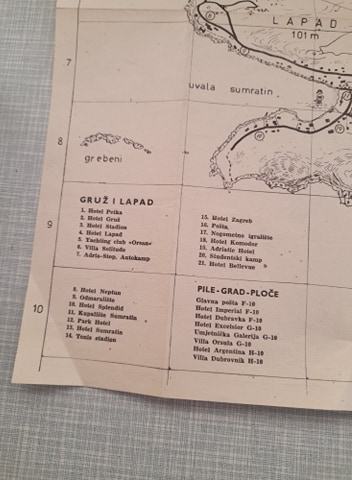 LAPAD
101 m
7
uvala sumratin
8
grebeni
GRUŽ I LAPAD
1. Hotel Petka
2. Hotel Gruž
3. Hotel Stadion
4. Hotel Lapad
5. Yachting club «Orsan»
6. Villa Solitudo
7. Adria-Stop, Autokamp
9
15. Hotel Zagreb
16. Pošta
17. Nogometno igralište
18. Hotel Komodor
19. Adriatic Hotel
20. Studentski kamp
21. Hotel Bellevue
8. Hotel Neptun
9. Odmaralište
10. Hotel Splendid
11. Kupalište Sumratin
12. Park Hotel
13. Hotel Sumratin
14. Tenis stadion
10
PILE-GRAD-PLOČE
Glavna pošta F-10
Hotel Imperial F-10
Hotel Dubravka F-10
Hotel Excelsior G-10
Umjetnička Galerija G-10
Villa Orsula G-10
Hotel Argentina H-10
Villa Dubrovnik H-10